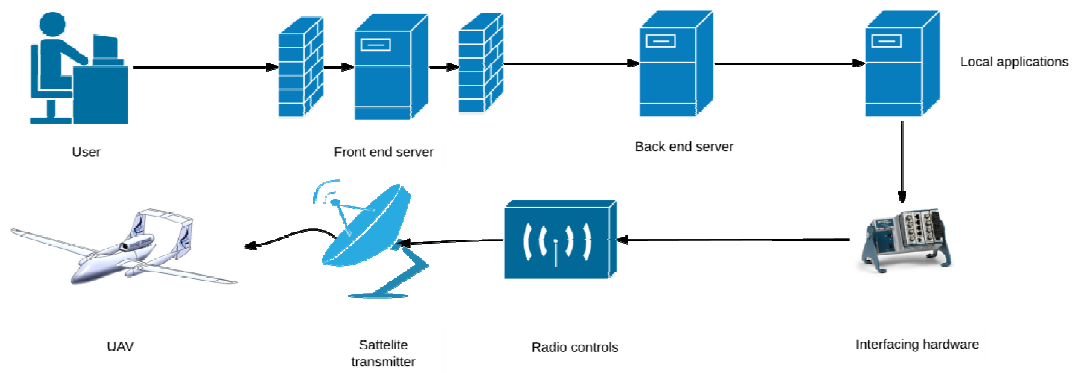 Local applications
User
Front end server
Back end server
UAV
Sattelite
transmitter
Radio controls
Interfacing hardware